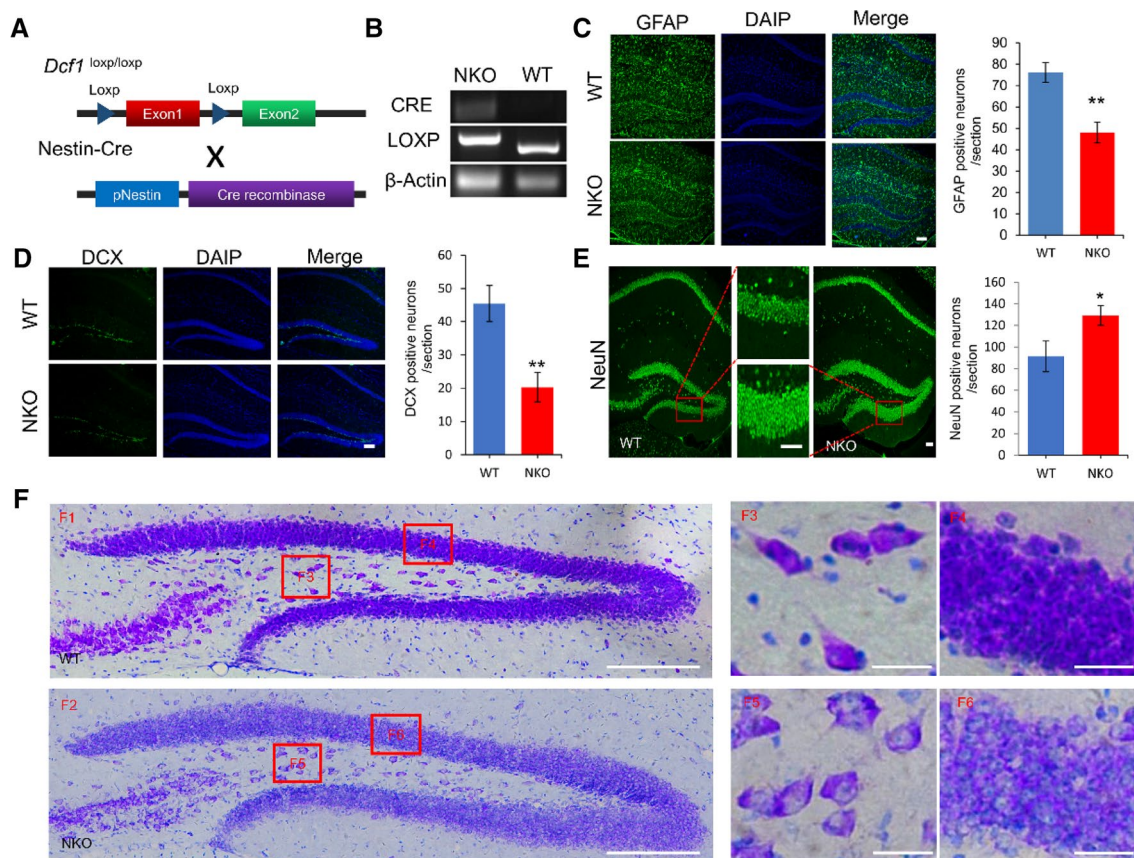 A
Dcf1 loxp/loxp
Loxp
Loxp
Exon1
Exon2
Nestin-Cre
X
pNestin
Cre recombinase
B
NKO
WT
CRE
LOXP
β-Actin
C
GFAP
DAIP
Merge
WT
NKO
GFAP positive neurons
/section
90
80
70
60
50
40
30
20
10
0
**
WT
NKO
D
DCX
DAIP
Merge
WT
NKO
DCX positive neurons
/section
60
50
40
30
20
10
0
**
WT
NKO
E
NeuN
WT
NKO
NeuN positive neurons
/section
160
140
120
100
80
60
40
20
0
*
WT
NKO
F
F1
F4
F3
WT
F3
F4
F2
F6
F5
NKO
F5
F6